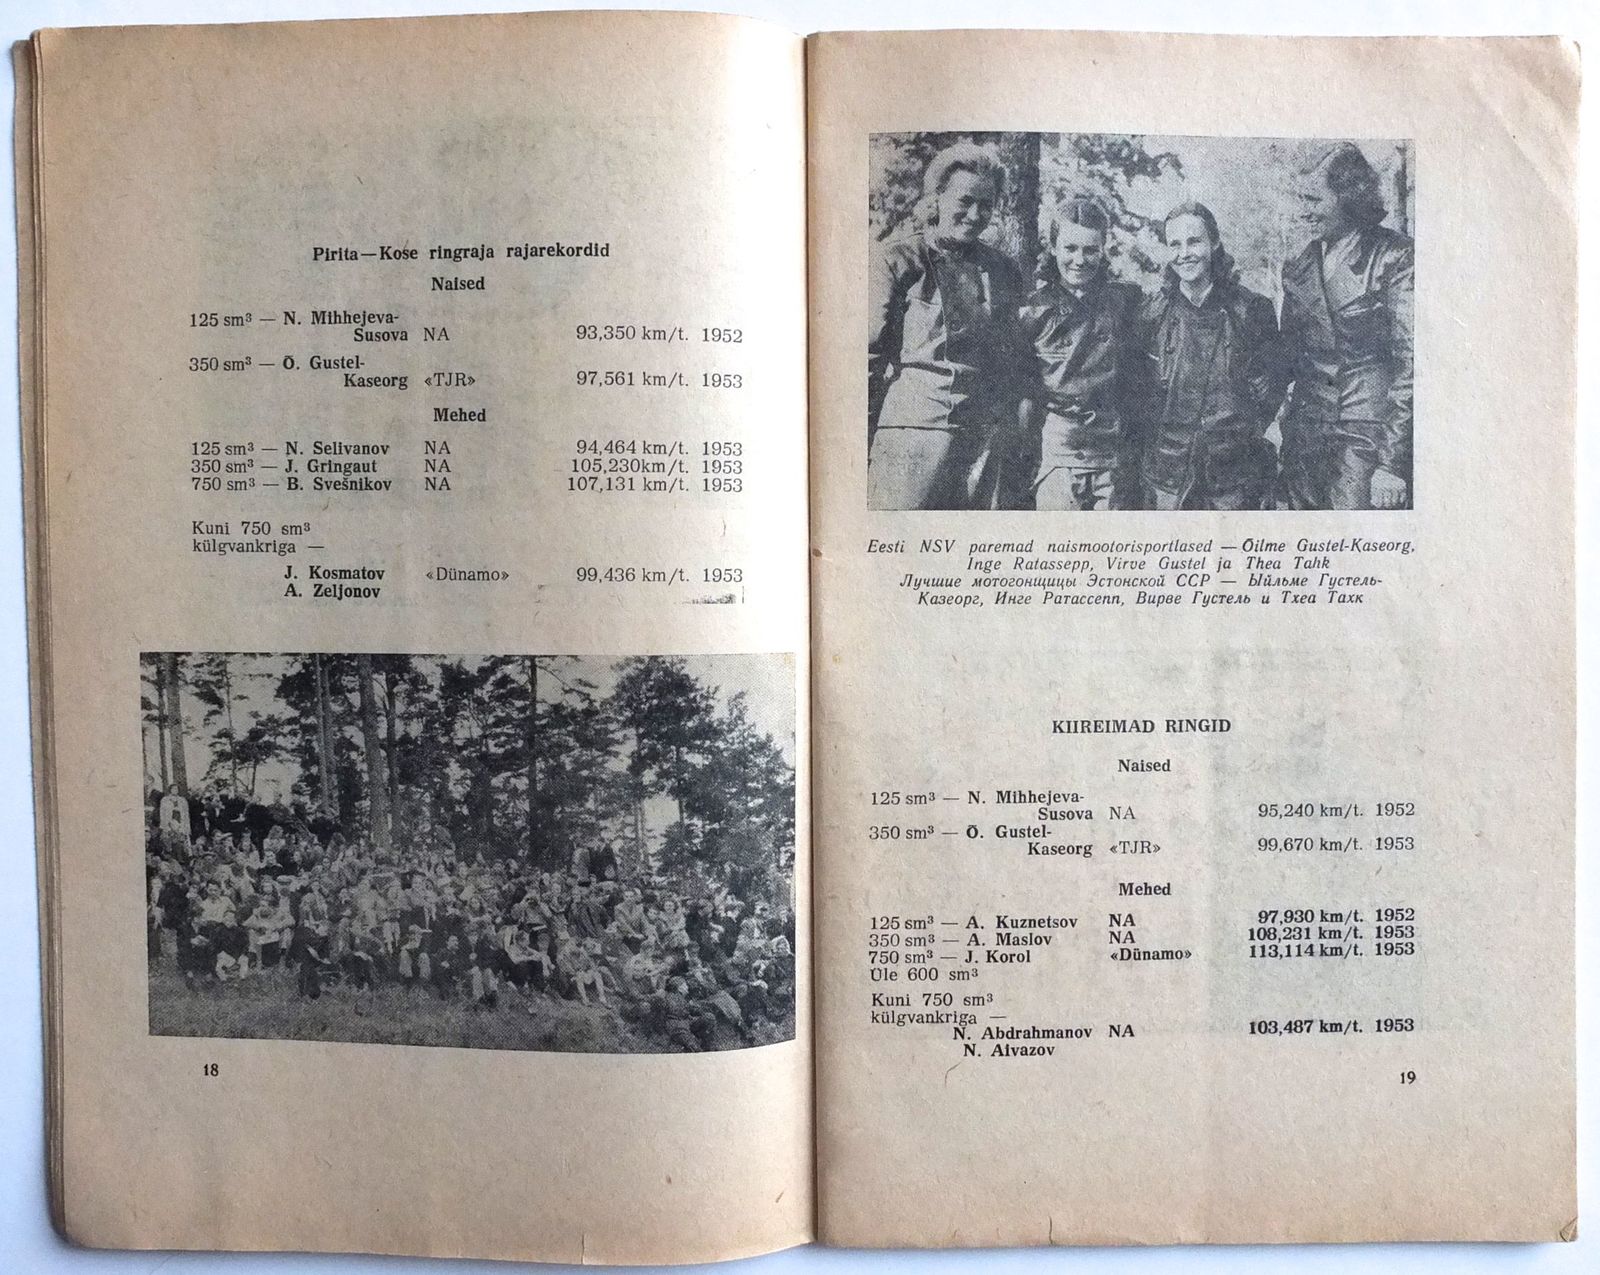 Pirita—Kose ringraja rajarekordid
Naised
125 sm³ — N. Mihhejeva-
Susova NA 93,350 km/t. 1952
350 sm³ — Õ. Gustel-
Kaseorg «TJR» 97,561 km/t. 1953
Mehed
125 sm³ — N. Selivanov NA 94,464 km/t. 1953
350 sm³ — J. Gringaut NA 105,230km/t. 1953
750 sm³ — B. Svešnikov NA 107,131 km/t. 1953
Kuni 750 sm³
külgvankriga —
J. Kosmatov «Dünamo» 99,436 km/t. 1953
A. Zeljonov
18
Eesti NSV paremad naismootorisportlased — Õilme Gustel-Kaseorg,
Inge Ratassepp, Virve Gustel ja Thea Tahk
Лучшие мотогонщицы Эстонской ССР — Ыйльме Густель-
Казеорг, Инге Ратассепп, Вирве Густель и Тхеа Тахк
KIIREIMAD RINGID
Naised
125 sm³ — N. Mihhejeva-
Susova NA 95,240 km/t. 1952
350 sm³ — Õ. Gustel-
Kaseorg «TJR» 99,670 km/t. 1953
Mehed
125 sm³ — A. Kuznetsov NA 97,930 km/t. 1952
350 sm³ — A. Maslov NA 108,231 km/t. 1953
750 sm³ — J. Korol «Dünamo» 113,114 km/t. 1953
Üle 600 sm³
Kuni 750 sm³
külgvankriga —
N. Abdrahmanov NA 103,487 km/t. 1953
N. Aivazov
19